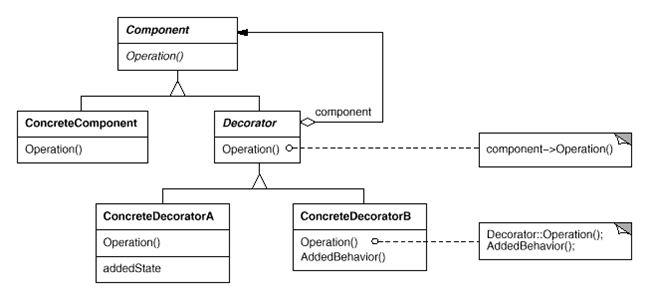 Component
Operation()
component
ConcreteComponent
Operation()
Decorator
Operation()
component–>Operation()
ConcreteDecoratorA
Operation()
addedState
ConcreteDecoratorB
Operation()
AddedBehavior()
Decorator::Operation();
AddedBehavior();